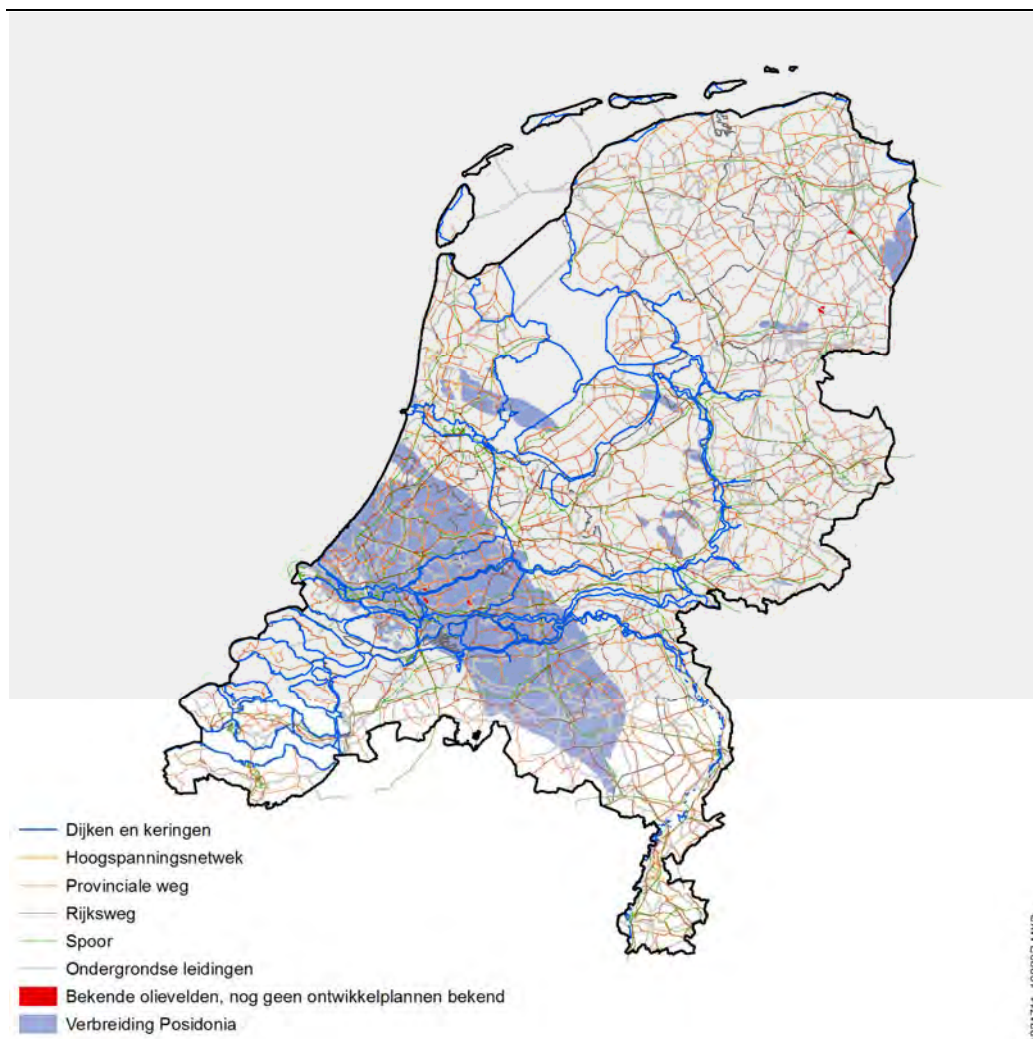 Dijken en keringen
Hoogspanningsnetwek
Provinciale weg
Rijksweg
Spoor
Ondergrondse leidingen
Bekende olievelden, nog geen ontwikkelplannen bekend
Verbreiding Posidonia